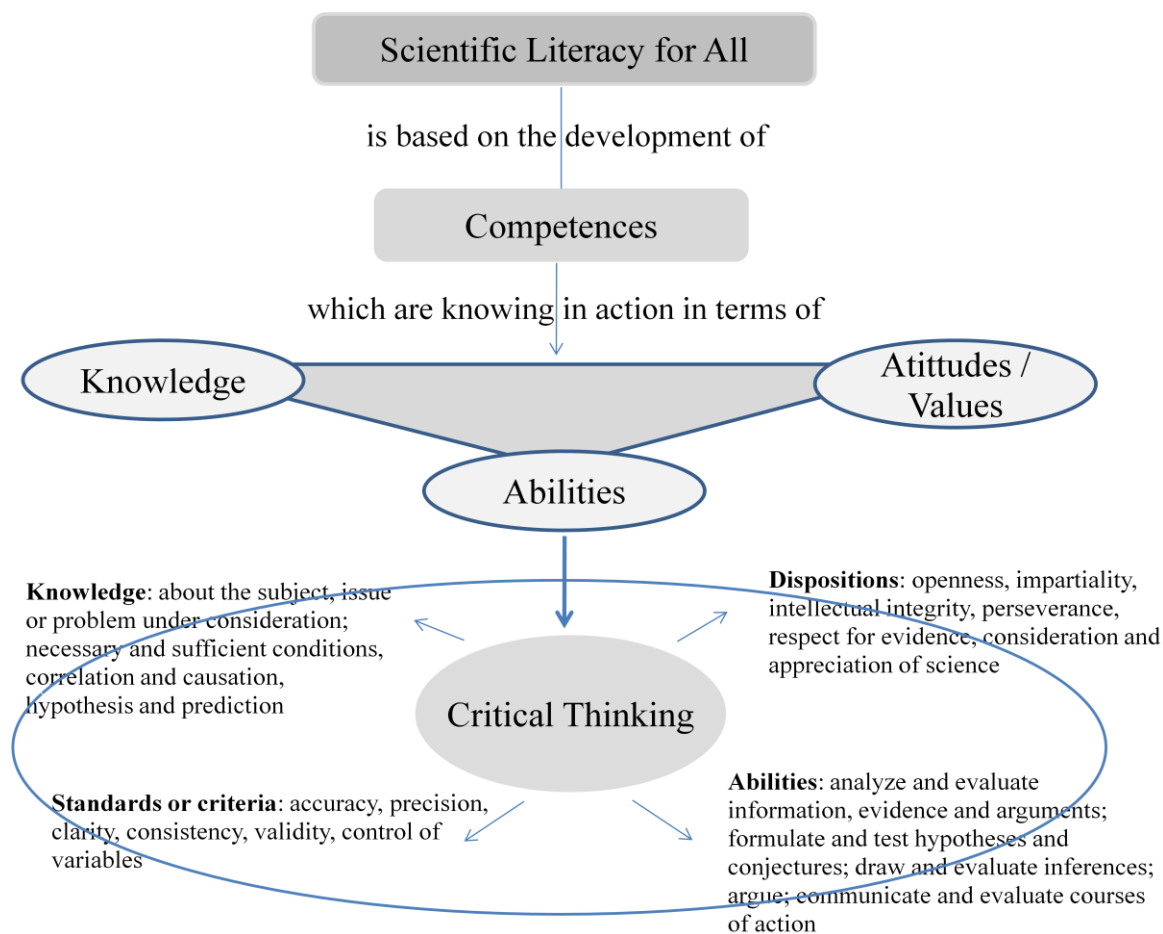 Scientific Literacy for All
is based on the development of
Competences
which are knowing in action in terms of
Knowledge
Atittudes /
Values
Abilities
Knowledge: about the subject, issue
or problem under consideration;
necessary and sufficient conditions,
correlation and causation,
hypothesis and prediction
Dispositions: openness, impartiality,
intellectual integrity, perseverance,
respect for evidence, consideration and
appreciation of science
Critical Thinking
Standards or criteria: accuracy, precision,
clarity, consistency, validity, control of
variables
Abilities: analyze and evaluate
information, evidence and arguments;
formulate and test hypotheses and
conjectures; draw and evaluate inferences;
argue; communicate and evaluate courses
of action